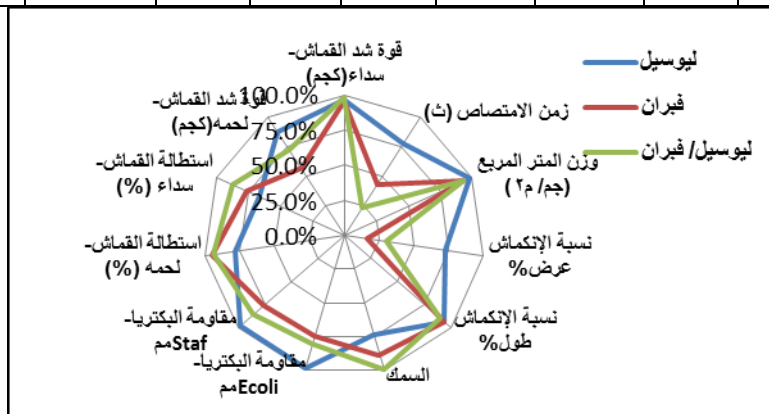 قوة شد القماش-
سداء(كجم)
ليوسيل
فبران
ليوسيل/ فبران
زمن الامتصاص (ث)
وزن المتر المربع
(جم/ م٢ )
نسبة الإنكماش
عرض%
نسبة الإنكماش
طول%
السمك
مقاومة البكتريا-
Ecoliمم
مقاومة البكتريا-
Stafمم
استطالة القماش-
لحمه (%)
استطالة القماش-
سداء (%)
قوة شد القماش-
لحمه(كجم)
100.0%
75.0%
50.0%
25.0%
0.0%